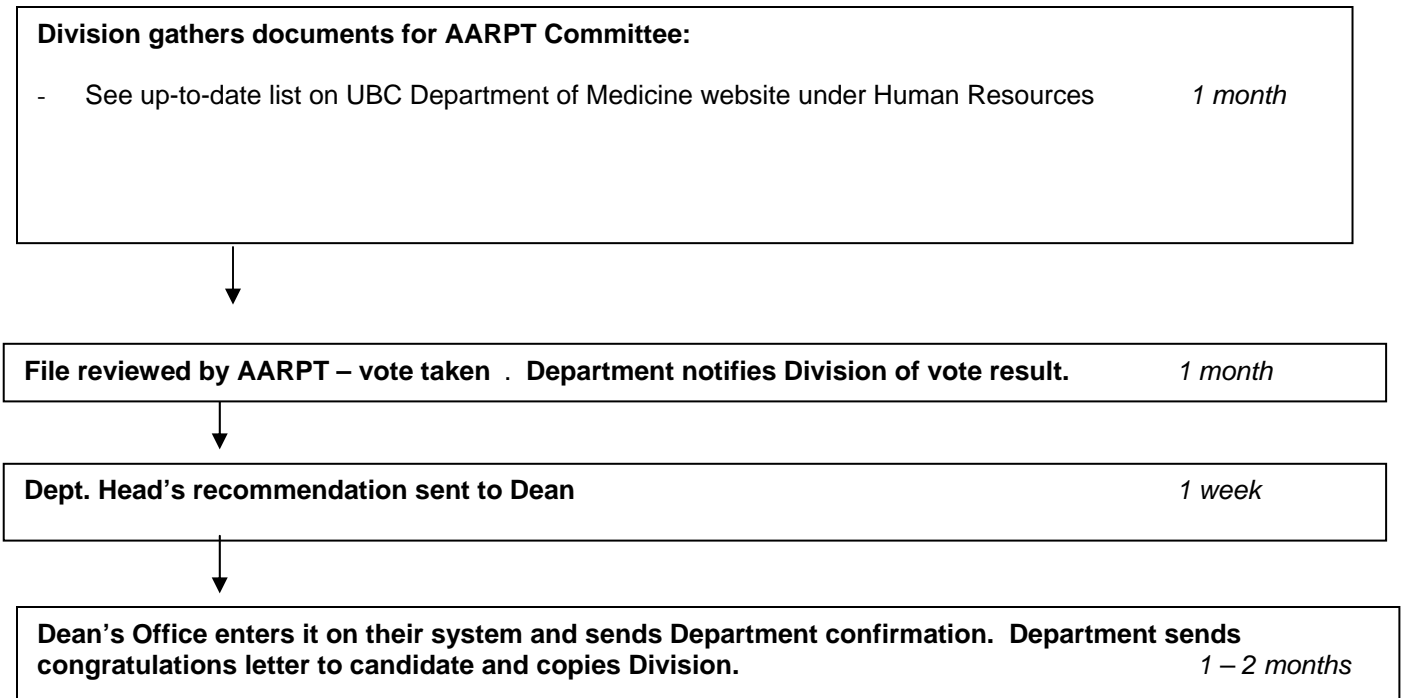 Division gathers documents for AARPT Committee:
- See up-to-date list on UBC Department of Medicine website under Human Resources 1 month
File reviewed by AARPT – vote taken . Department notifies Division of vote result. 1 month
Dept. Head’s recommendation sent to Dean 1 week
Dean’s Office enters it on their system and sends Department confirmation. Department sends
congratulations letter to candidate and copies Division. 1 – 2 months